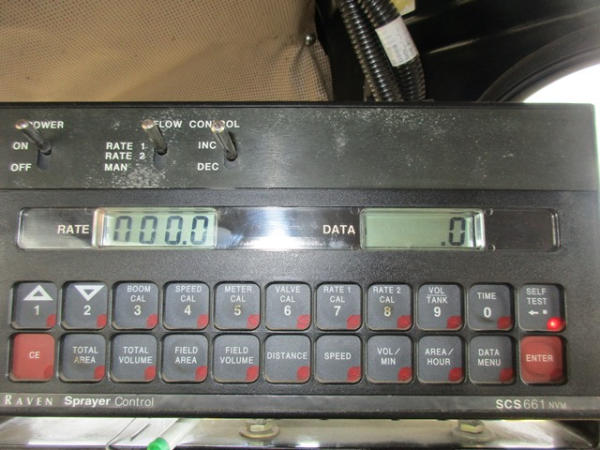 POWER FLOW CONTROL
ON RATE 1 INC
RATE 2
OFF MAN DEC
RATE 000.0 DATA .0
BOOM CAL SPEED CAL METER CAL VALVE CAL RATE 1 CAL RATE 2 CAL VOL TANK TIME SELF TEST
1 2 3 4 5 6 7 8 9 0
CE TOTAL AREA TOTAL VOLUME FIELD AREA FIELD VOLUME DISTANCE SPEED VOL/MIN AREA/HOUR DATA MENU ENTER
RAVEN Sprayer Control SCS661 NVM